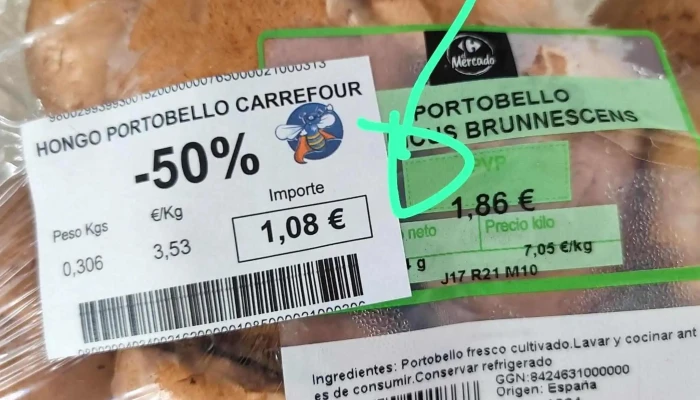 HONGO PORTOBELLO CARREFOUR
-50%
Peso Kgs
€/Kg
Importe
0,306
3,53
1,08 €
el Mercado
PORTOBELLO
BRUNNESCENS
PVP
1,86 €
neto
Precio kilo
g
7,05 €/kg
J17 R21 M10
Ingredientes: Portobello fresco cultivado.Lavar y cocinar ant
es de consumir.Conservar refrigerado
GGN:8424631000000
Origen: España